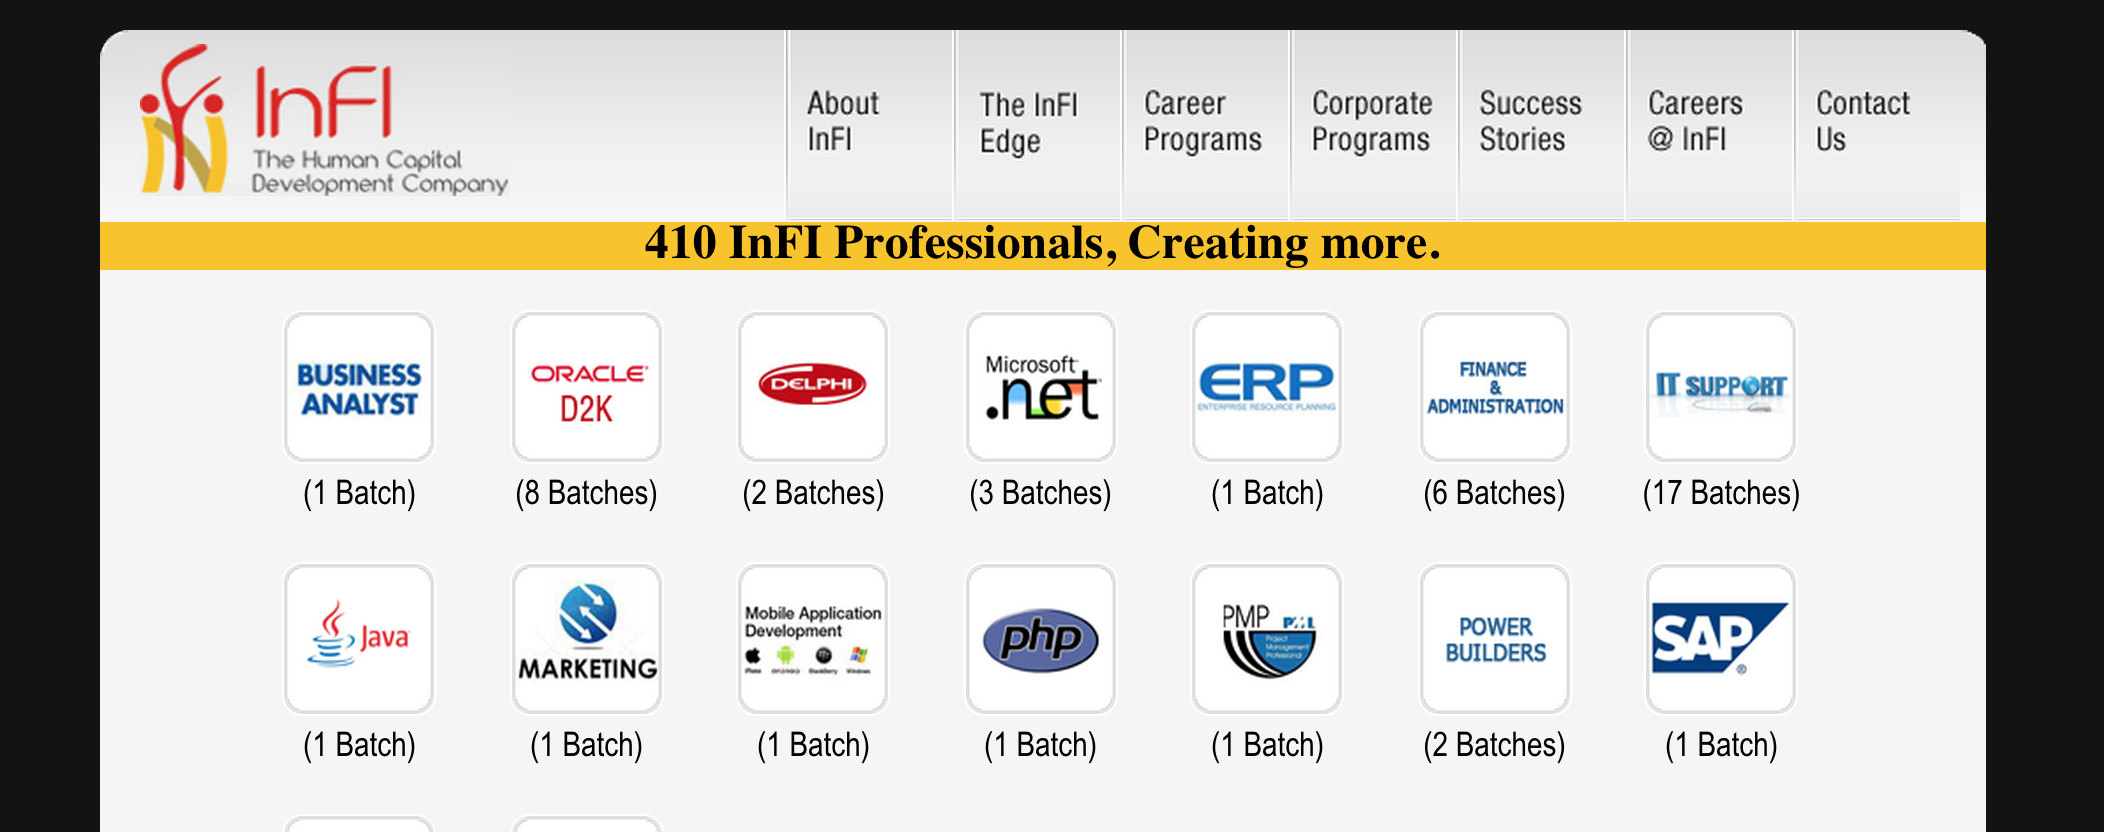 InFI
The Human Capital
Development Company
About
InFI
The InFI
Edge
Career
Programs
Corporate
Programs
Success
Stories
Careers
@ InFI
Contact
Us
410 InFI Professionals, Creating more.
BUSINESS
ANALYST
(1 Batch)
ORACLE
D2K
(8 Batches)
DELPHI
(2 Batches)
Microsoft
.net
(3 Batches)
ERP
ENTERPRISE RESOURCE PLANNING
(1 Batch)
FINANCE
&
ADMINISTRATION
(6 Batches)
IT SUPPORT
(17 Batches)
Java
(1 Batch)
MARKETING
(1 Batch)
Mobile Application
Development
iPhone android BlackBerry Windows
(1 Batch)
php
(1 Batch)
PMP
Project
Management
Professional
(1 Batch)
POWER
BUILDERS
(2 Batches)
SAP®
(1 Batch)